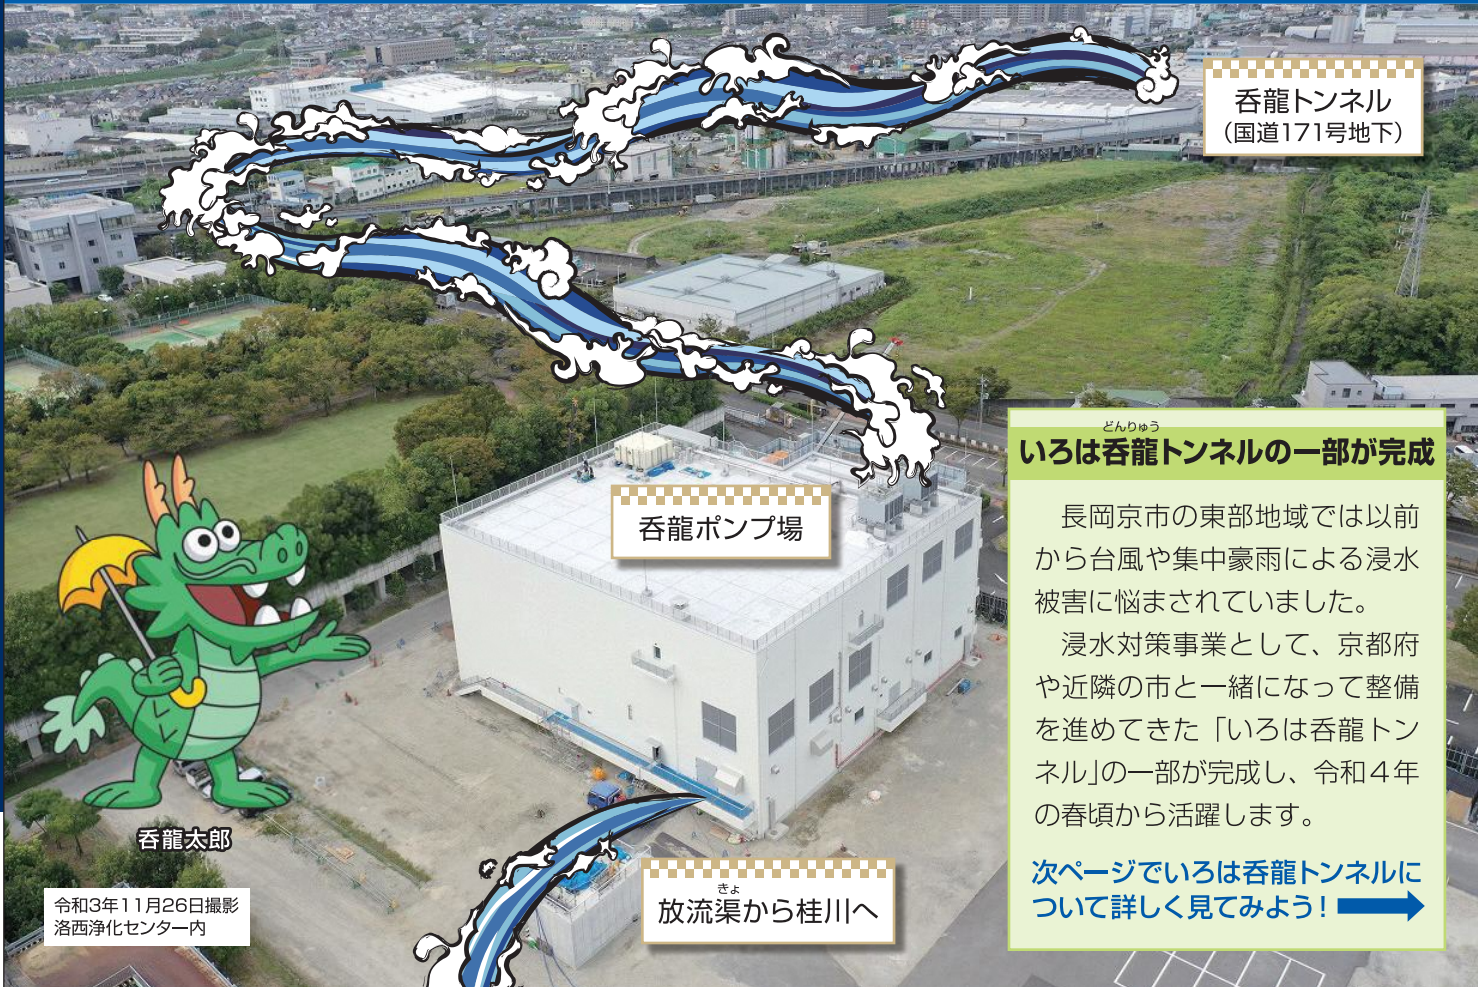 呑龍トンネル
（国道171号地下）
どんりゅう
いろは呑龍トンネルの一部が完成
長岡京市の東部地域では以前
から台風や集中豪雨による浸水
被害に悩まされていました。
浸水対策事業として、京都府
や近隣の市と一緒になって整備
を進めてきた「いろは呑龍トン
ネル」の一部が完成し、令和４年
の春頃から活躍します。
次ページでいろは呑龍トンネルに
ついて詳しく見てみよう！
呑龍ポンプ場
呑龍太郎
きょ
放流渠から桂川へ
令和3年11月26日撮影
洛西浄化センター内